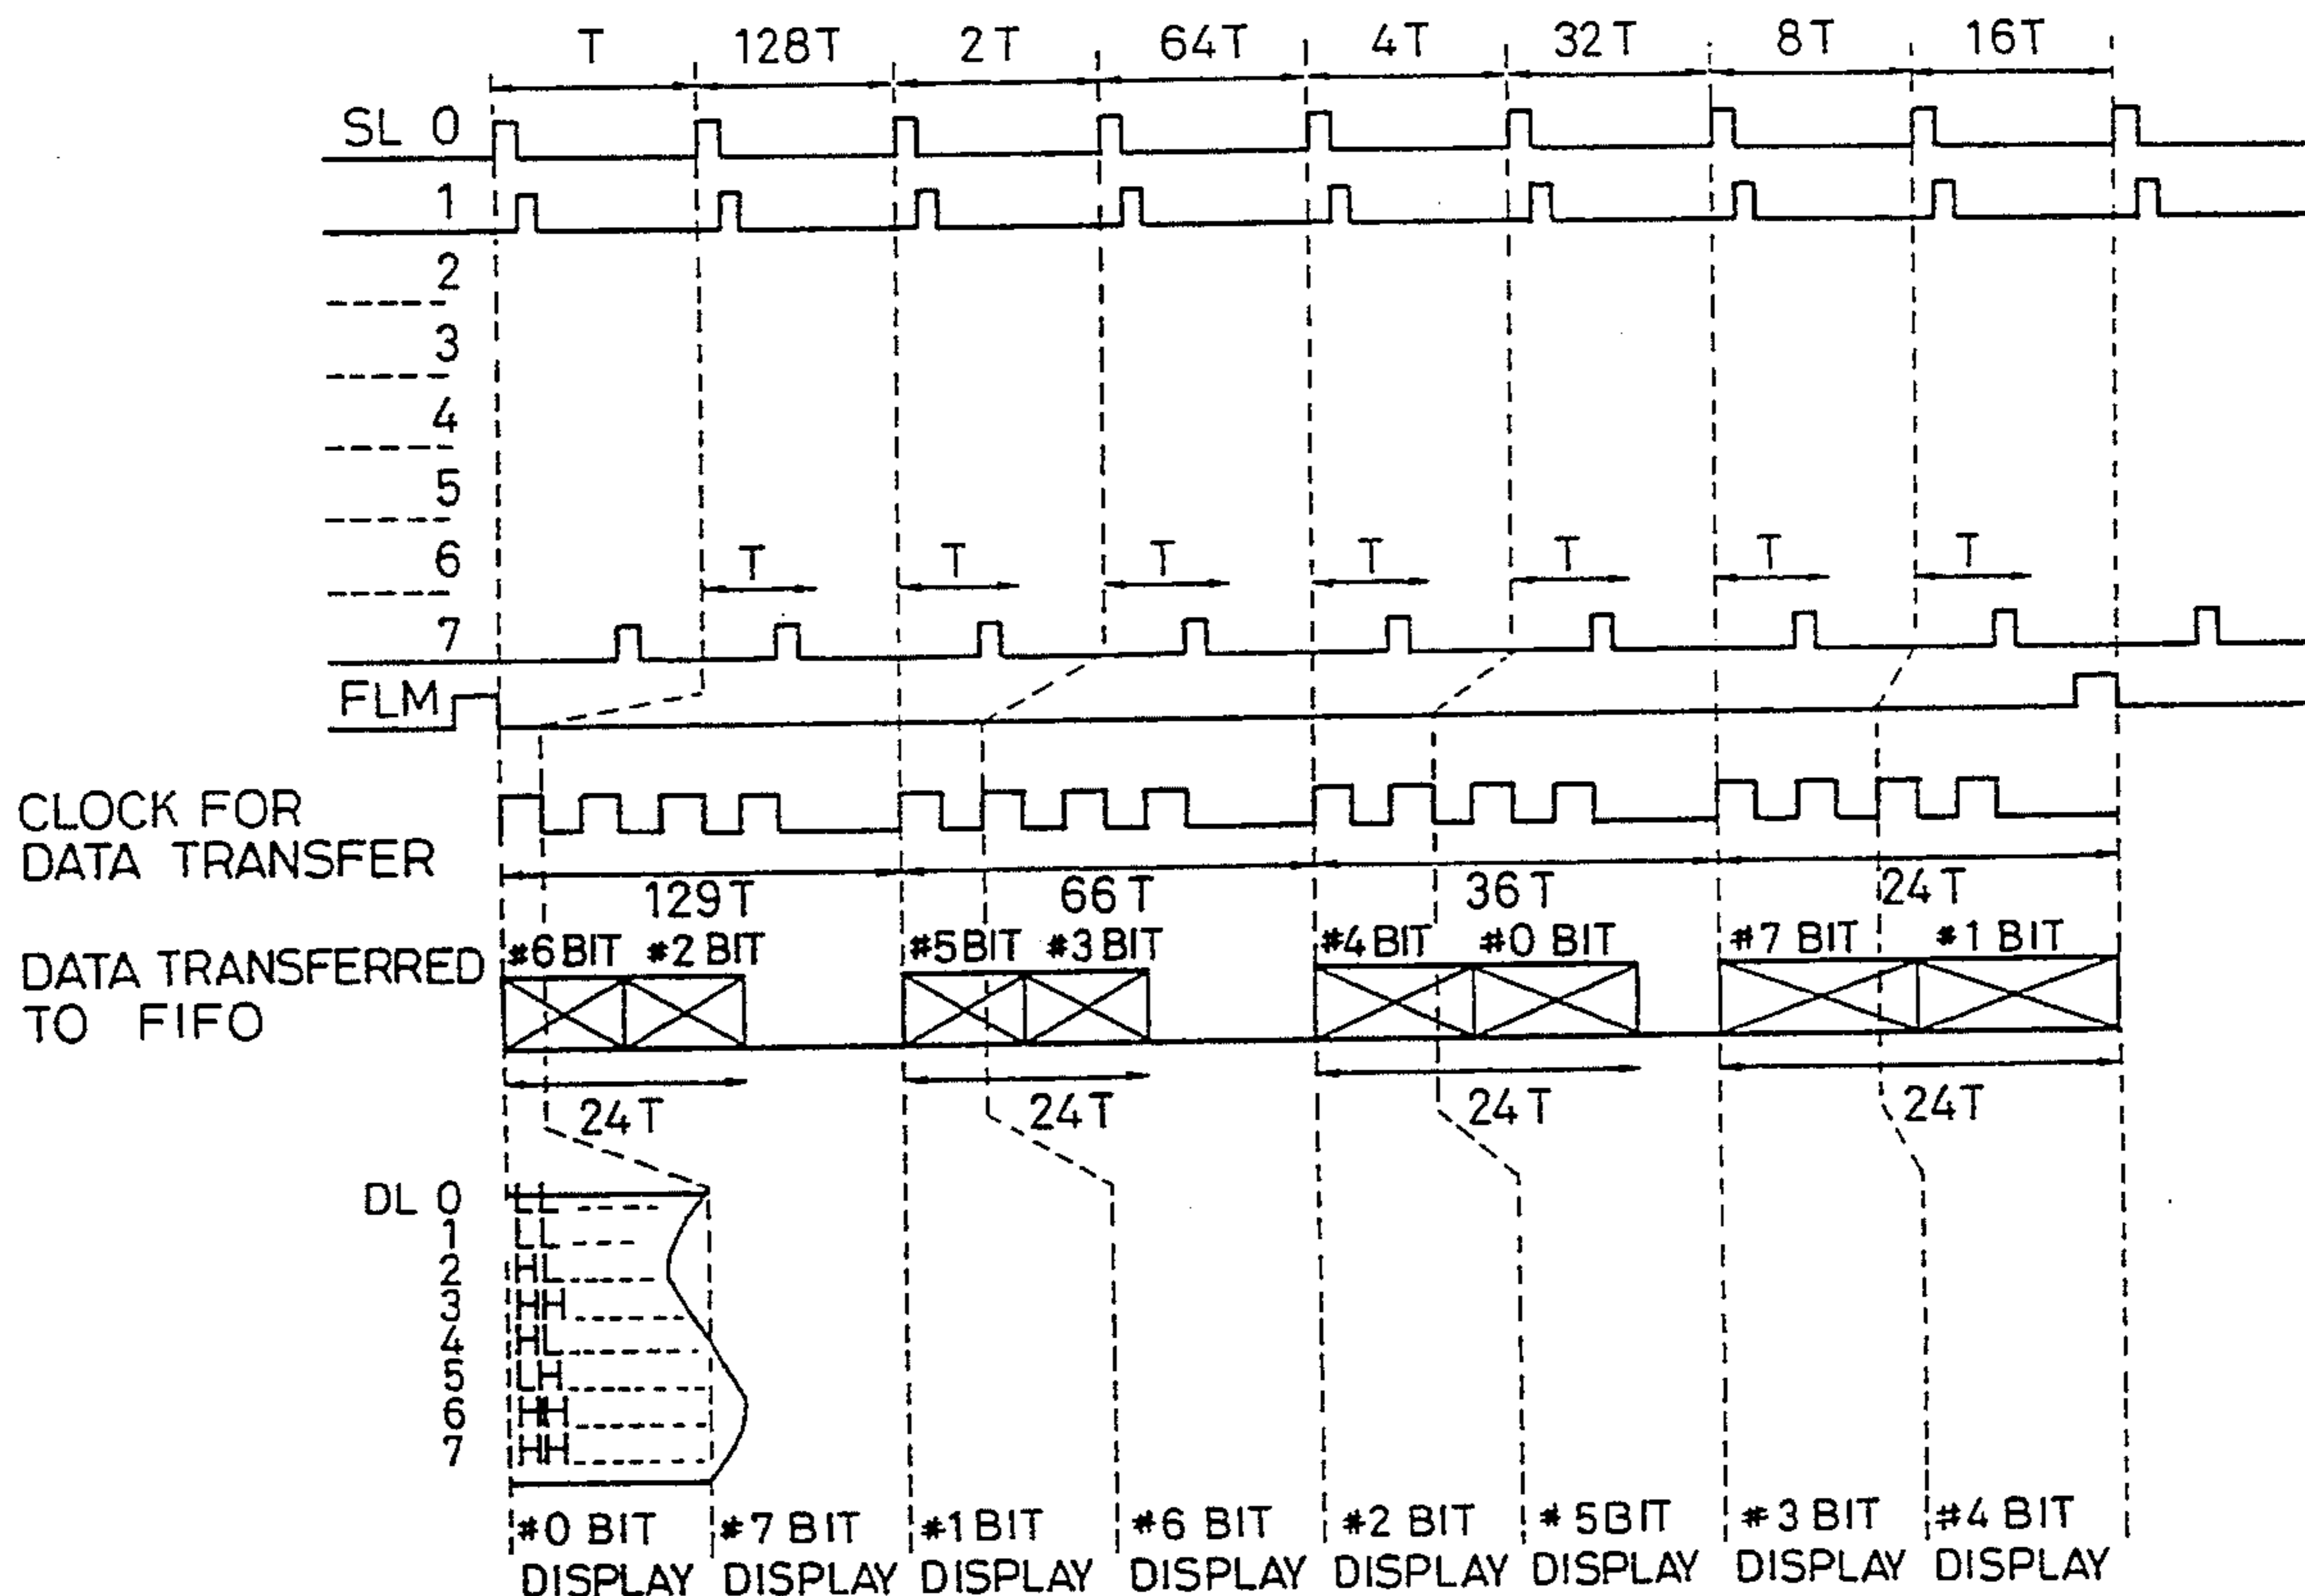 T 128T 2T 64T 4T 32T 8T 16T
SL 0
1
2
3
4
5
6 T T T T T T T
7
FLM
CLOCK FOR
DATA TRANSFER
129T 66T 36T 24T
#6 BIT #2 BIT #5 BIT #3 BIT #4 BIT #0 BIT #7 BIT #1 BIT
DATA TRANSFERRED
TO FIFO
24T 24T 24T 24T
DL 0 LL
1 LL
2 HL
3 HH
4 HL
5 LH
6 HH
7 HH
#0 BIT #7 BIT #1 BIT #6 BIT #2 BIT #5 BIT #3 BIT #4 BIT
DISPLAY DISPLAY DISPLAY DISPLAY DISPLAY DISPLAY DISPLAY DISPLAY